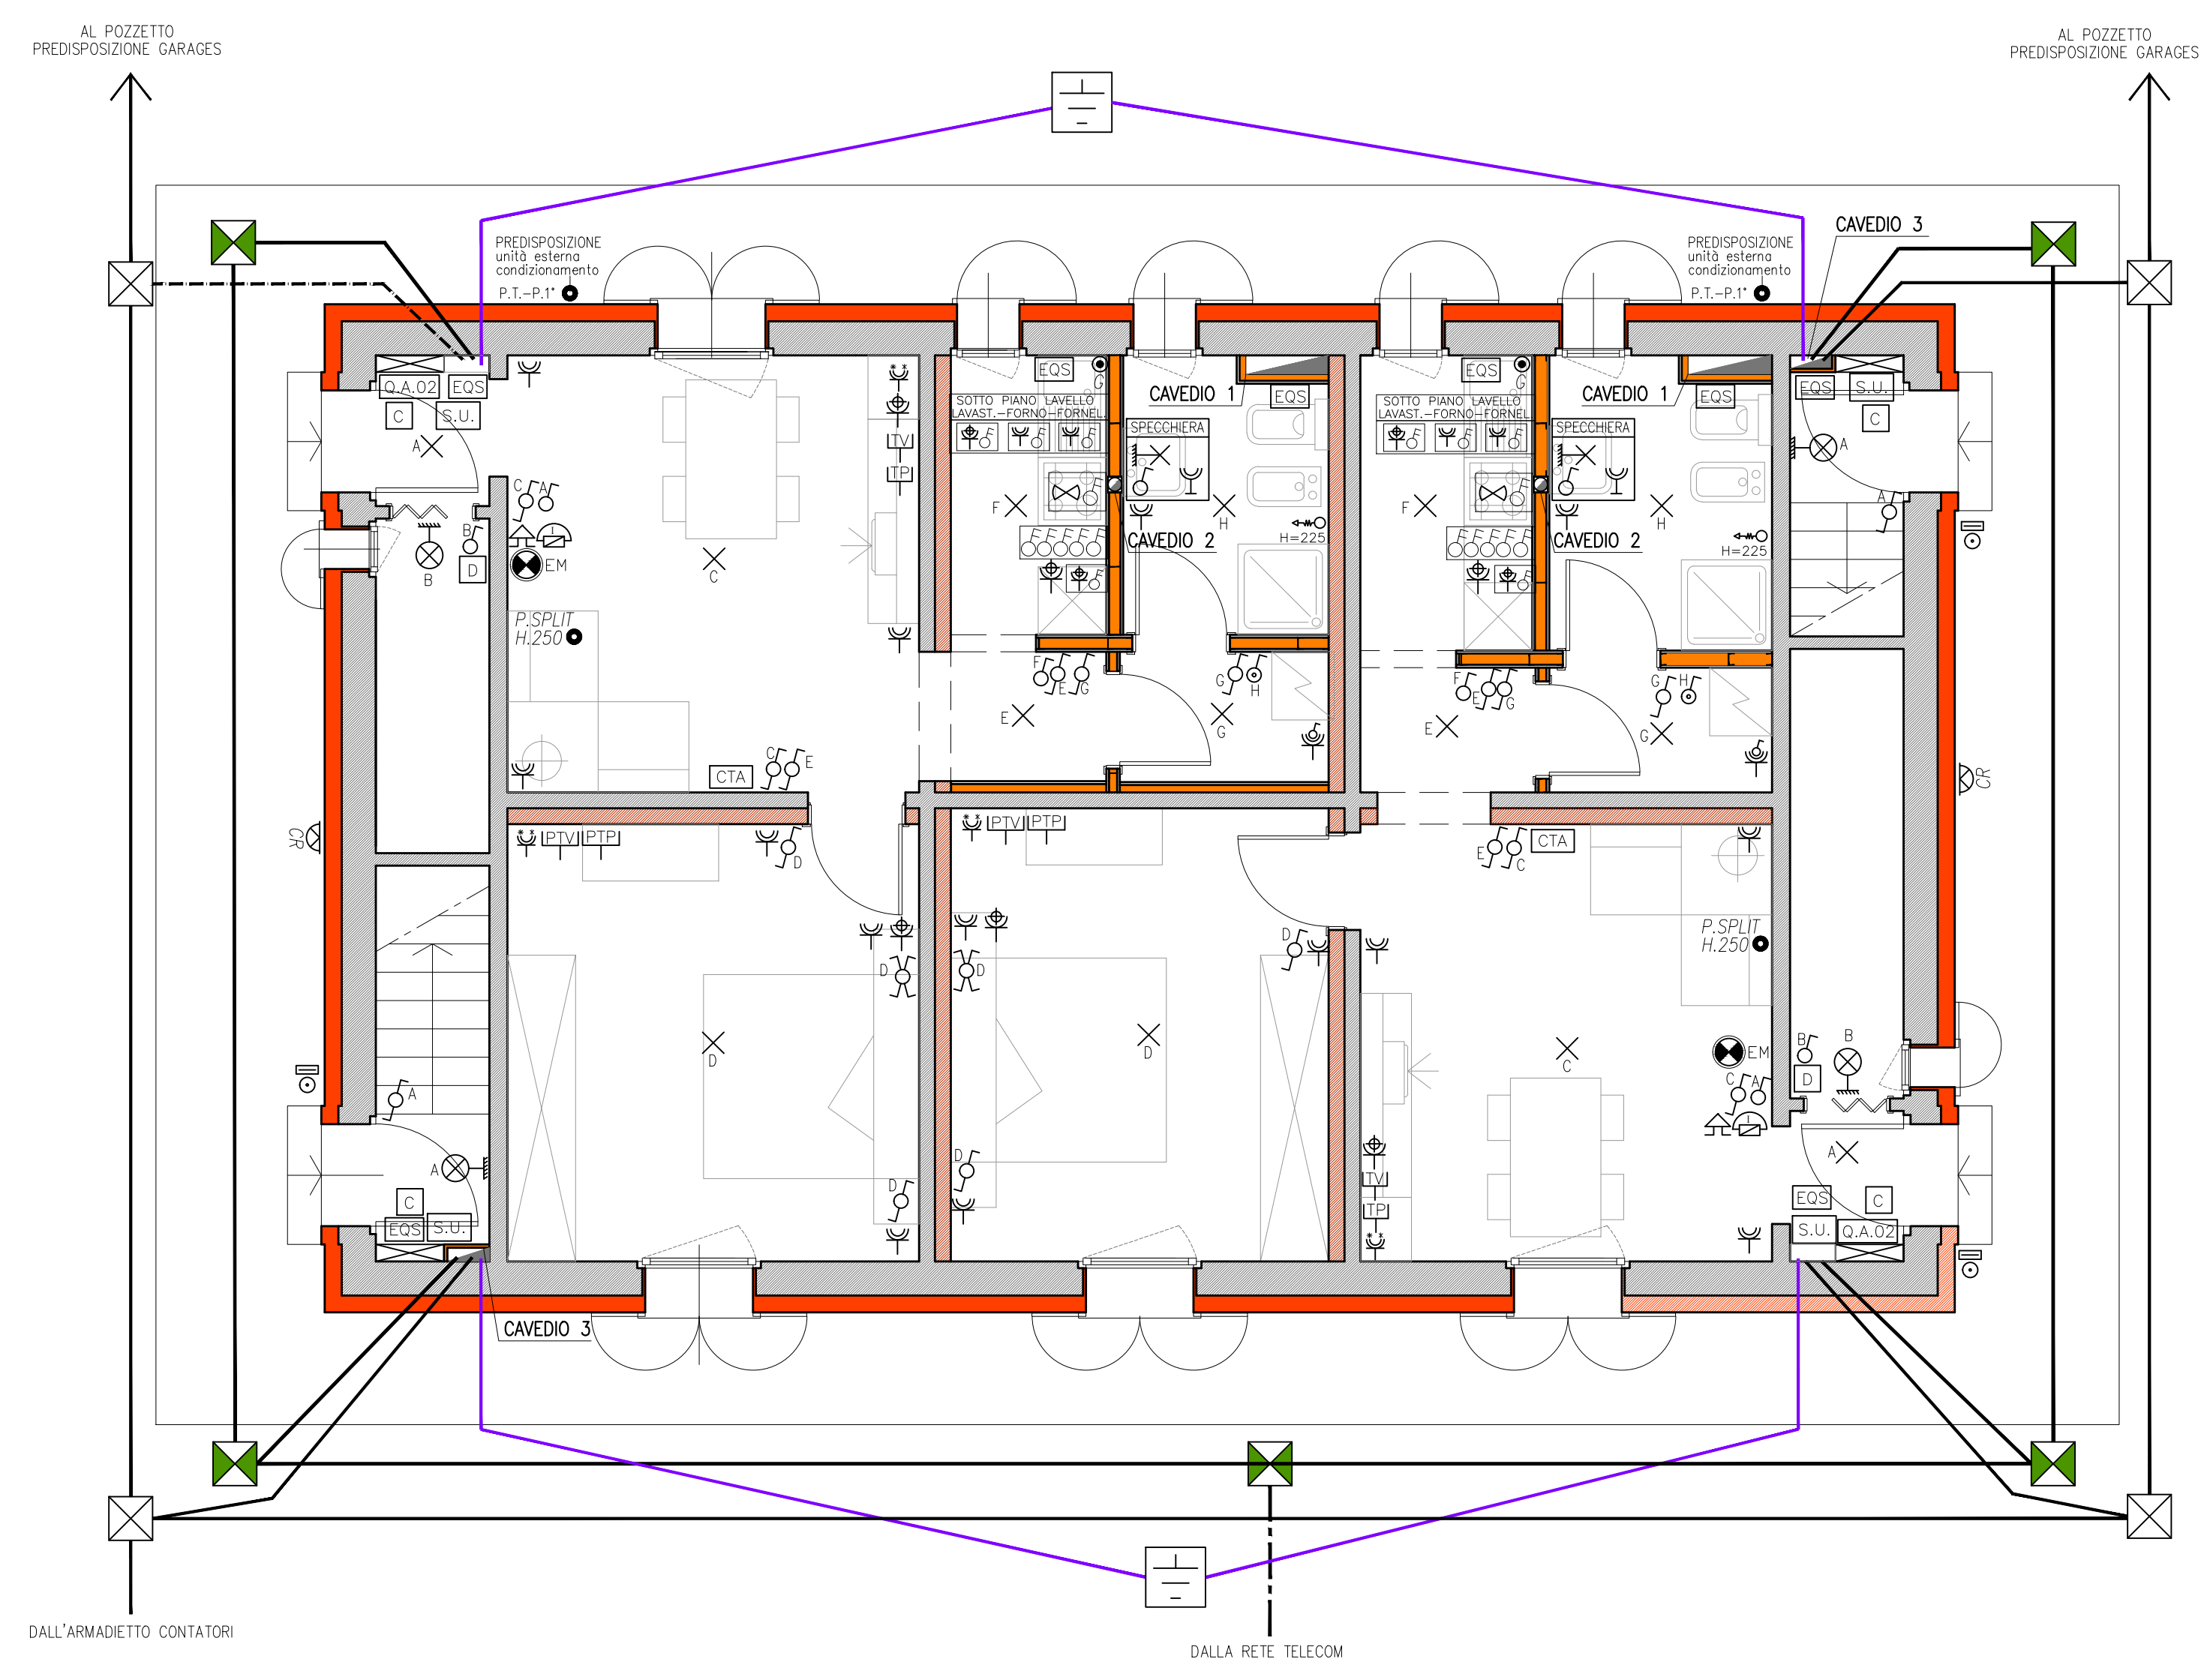 AL POZZETTO
PREDISPOSIZIONE GARAGES
AL POZZETTO
PREDISPOSIZIONE GARAGES
CAVEDIO 3
PREDISPOSIZIONE
unità esterna
condizionamento
P.T.-P.1°
PREDISPOSIZIONE
unità esterna
condizionamento
P.T.-P.1°
Q.A.02
EQS
C
S.U.
A
**
EQS
G
SOTTO PIANO LAVELLO
LAVAST.-FORNO-FORNEL.
F
F
F
CAVEDIO 1
EQS
SPECCHIERA
EQS
G
SOTTO PIANO LAVELLO
LAVAST.-FORNO-FORNEL.
F
F
F
CAVEDIO 1
EQS
SPECCHIERA
EQS
S.U.
C
A
TV
TP
C
A
B
B
D
I
EM
C
F
F
F
F
F
F
F
F
H
H=225
CAVEDIO 2
F
F
F
F
F
F
F
F
H
H=225
CAVEDIO 2
A
P.SPLIT
H.250
F
E
G
G
H
E
G
F
E
G
G
H
E
G
CTA
C
E
CR
CR
**
PTV
PTP
D
**
PTV
PTP
E
C
CTA
D
D
D
P.SPLIT
H.250
D
D
C
EM
B
B
D
C
A
I
A
D
D
A
A
TV
TP
**
C
EQS
S.U.
EQS
C
S.U.
Q.A.02
CAVEDIO 3
DALL'ARMADIETTO CONTATORI
DALLA RETE TELECOM